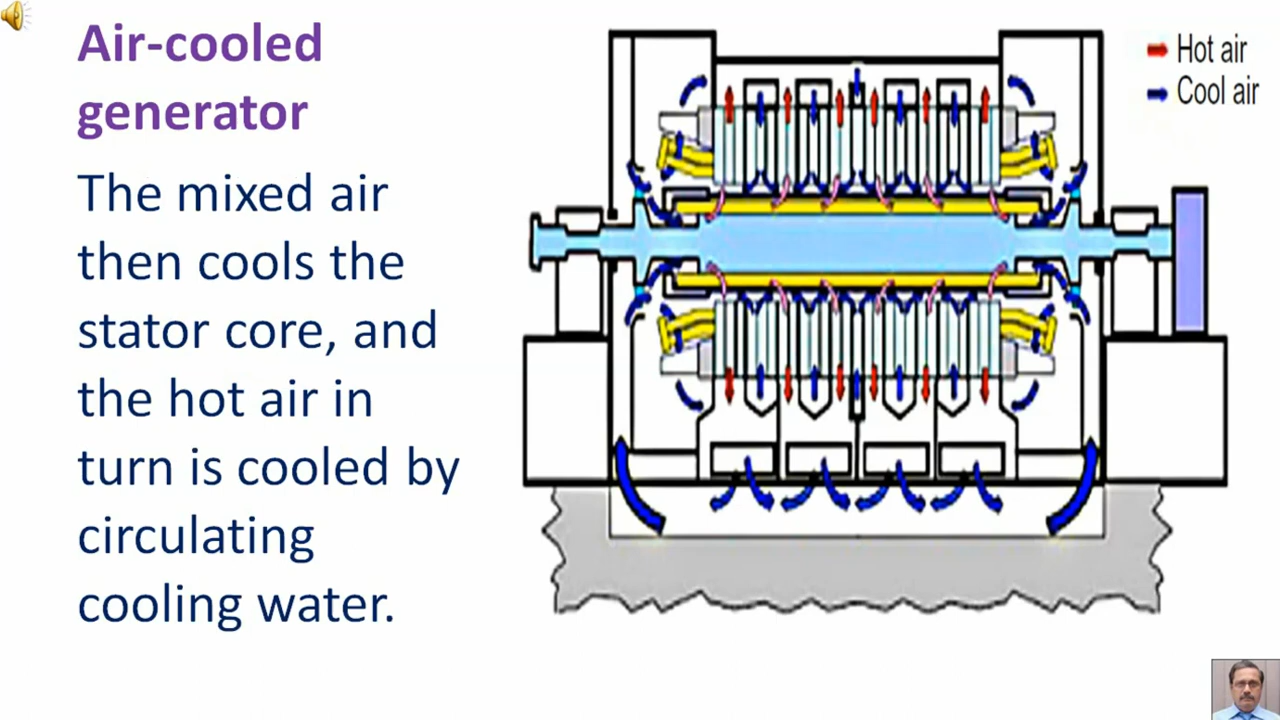 Air-cooled
generator
The mixed air
then cools the
stator core, and
the hot air in
turn is cooled by
circulating
cooling water.
Hot air
Cool air